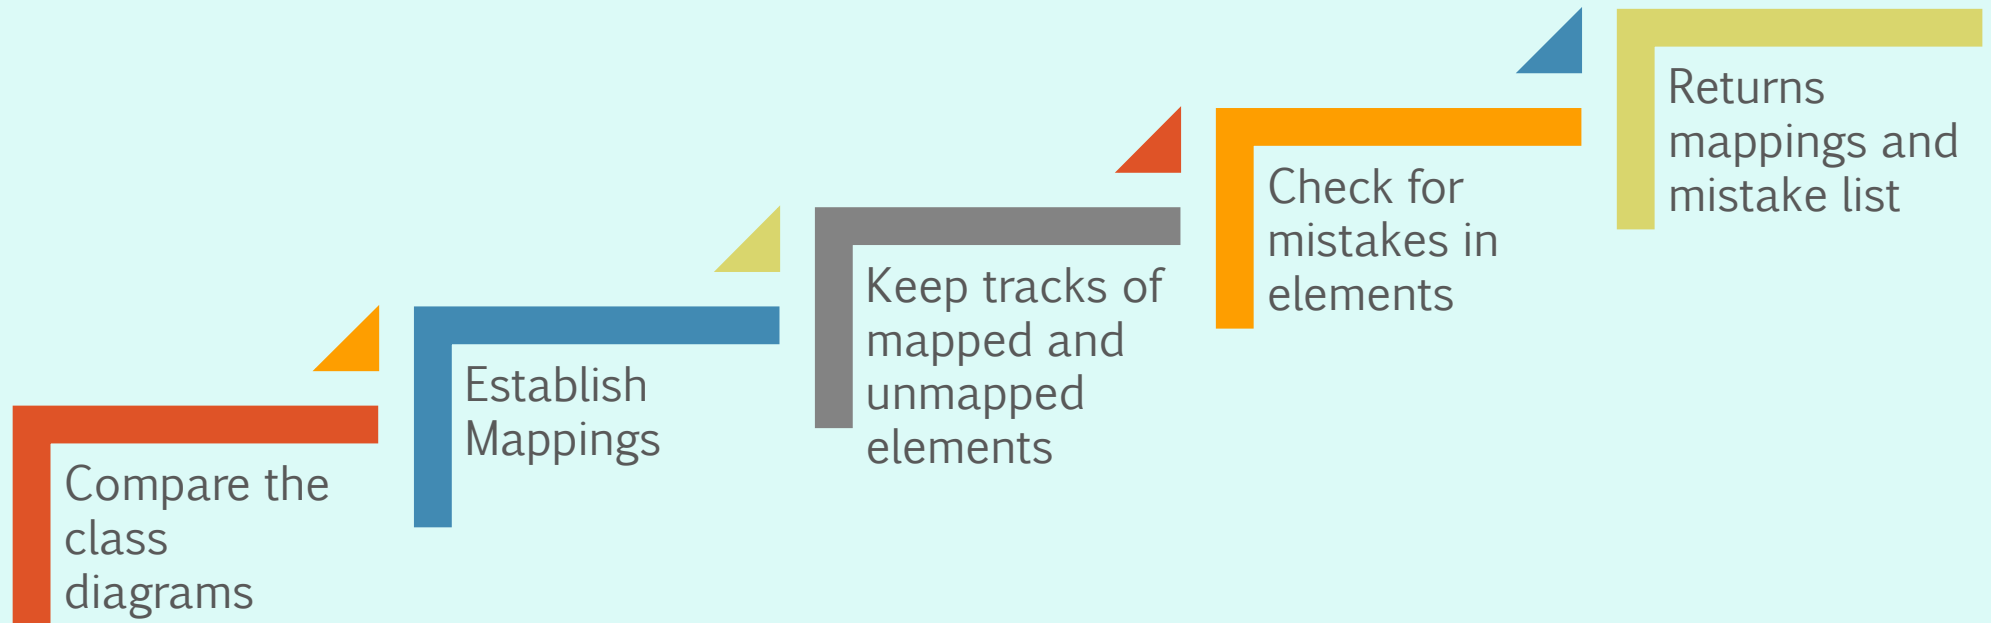 Compare the
class
diagrams
Establish
Mappings
Keep tracks of
mapped and
unmapped
elements
Check for
mistakes in
elements
Returns
mappings and
mistake list